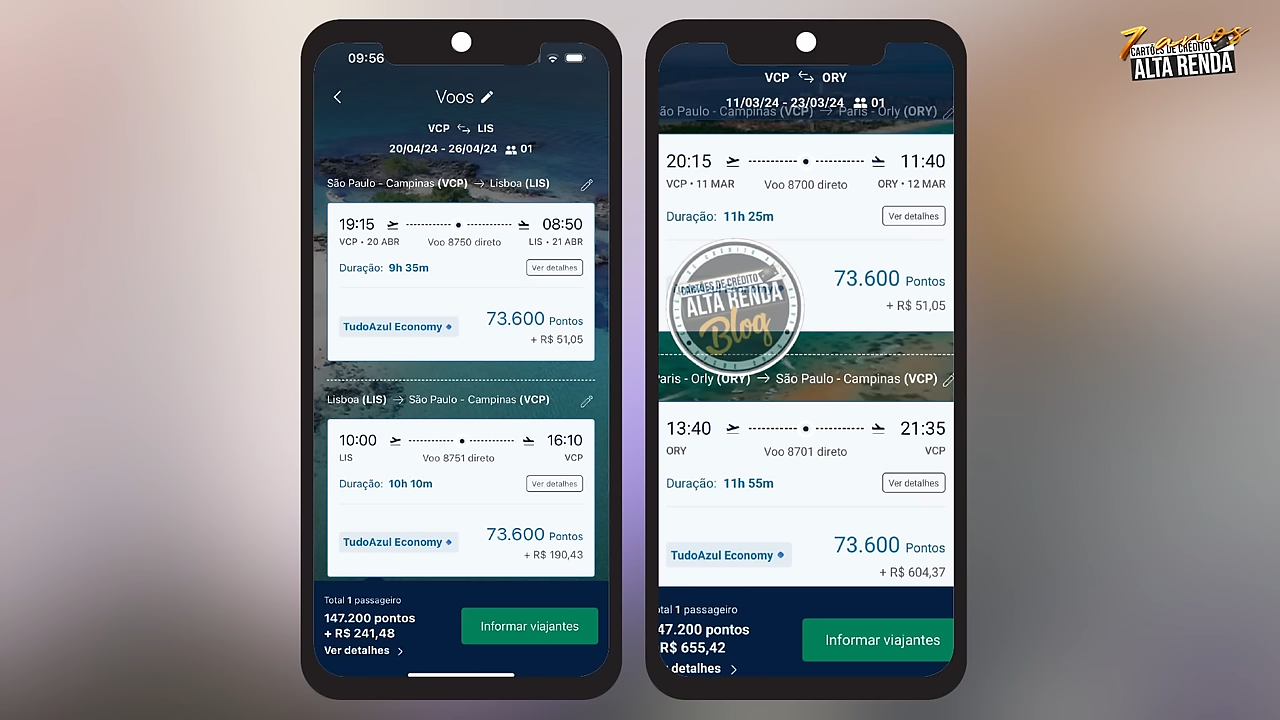 7 anos
CARTÕES DE CRÉDITO
ALTA RENDA
09:56
Voos
VCP LIS
20/04/24 - 26/04/24 01
São Paulo - Campinas (VCP) → Lisboa (LIS)
19:15 08:50
VCP • 20 ABR Voo 8750 direto LIS • 21 ABR
Duração: 9h 35m Ver detalhes
TudoAzul Economy 73.600 Pontos
+ R$ 51,05
Lisboa (LIS) → São Paulo - Campinas (VCP)
10:00 16:10
LIS Voo 8751 direto VCP
Duração: 10h 10m Ver detalhes
TudoAzul Economy 73.600 Pontos
+ R$ 190,43
Total 1 passageiro
147.200 pontos
+ R$ 241,48
Ver detalhes
Informar viajantes
VCP ORY
11/03/24 - 23/03/24 01
ão Paulo - Campinas (VCP) → Paris - Orly (ORY)
20:15 11:40
VCP • 11 MAR Voo 8700 direto ORY • 12 MAR
Duração: 11h 25m Ver detalhes
73.600 Pontos
+ R$ 51,05
CARTÕES DE CRÉDITO
ALTA RENDA
Blog
aris - Orly (ORY) → São Paulo - Campinas (VCP)
13:40 21:35
ORY Voo 8701 direto VCP
Duração: 11h 55m Ver detalhes
TudoAzul Economy 73.600 Pontos
+ R$ 604,37
otal 1 passageiro
47.200 pontos
R$ 655,42
detalhes
Informar viajantes